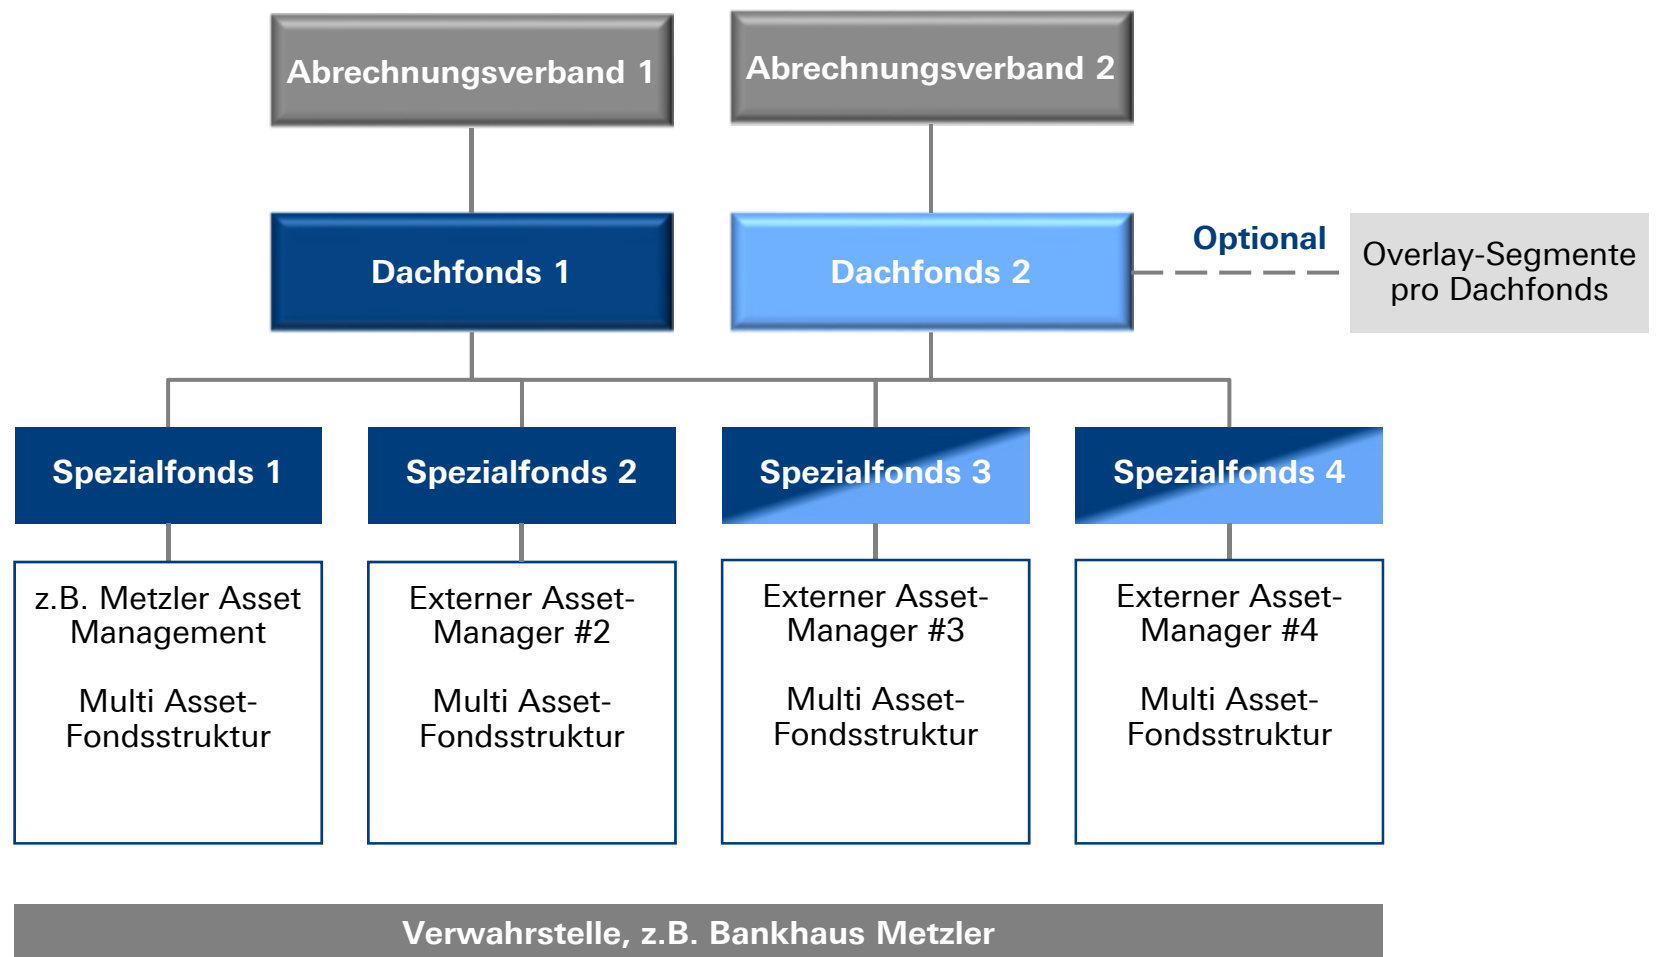 Abrechnungsverband 1
Abrechnungsverband 2
Dachfonds 1
Dachfonds 2
Optional
Overlay-Segmente
pro Dachfonds
Spezialfonds 1
Spezialfonds 2
Spezialfonds 3
Spezialfonds 4
z.B. Metzler Asset
Management
Multi Asset-
Fondsstruktur
Externer Asset-
Manager #2
Multi Asset-
Fondsstruktur
Externer Asset-
Manager #3
Multi Asset-
Fondsstruktur
Externer Asset-
Manager #4
Multi Asset-
Fondsstruktur
Verwahrstelle, z.B. Bankhaus Metzler